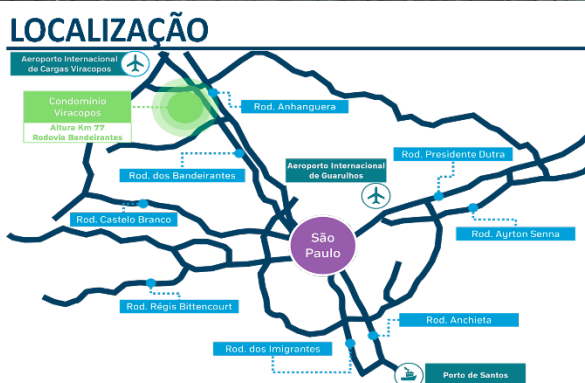 LOCALIZAÇÃO
Aeroporto Internacional
de Cargas Viracopos
Condomínio
Viracopos
Altura Km 77
Rodovia Bandeirantes
Rod. Anhanguera
Rod. dos Bandeirantes
Aeroporto Internacional
de Guarulhos
Rod. Presidente Dutra
Rod. Castelo Branco
São
Paulo
Rod. Ayrton Senna
Rod. Régis Bittencourt
Rod. Anchieta
Rod. dos Imigrantes
Porto de Santos